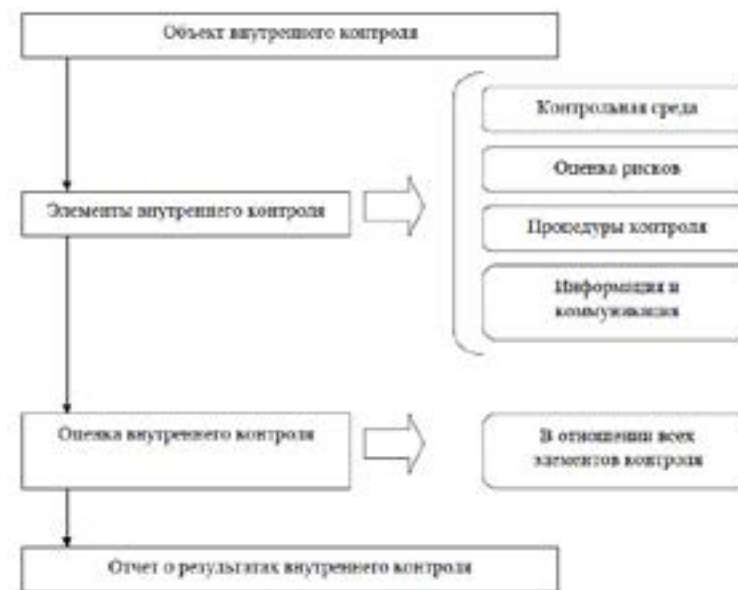 Объект внутреннего контроля
Элементы внутреннего контроля
Контрольная среда
Оценка рисков
Процедуры контроля
Информация и
коммуникация
Оценка внутреннего контроля
В отношении всех
элементов контроля
Отчет о результатах внутреннего контроля